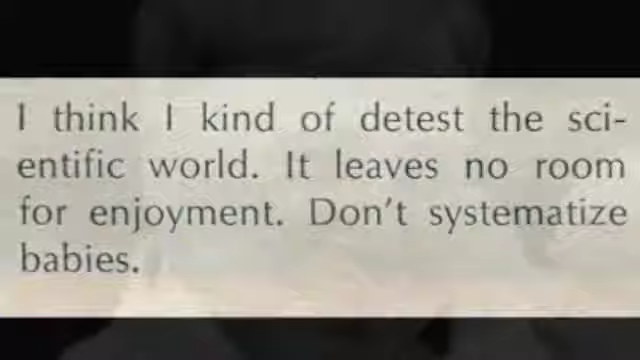 I think I kind of detest the sci-
entific world. It leaves no room
for enjoyment. Don't systematize
babies.